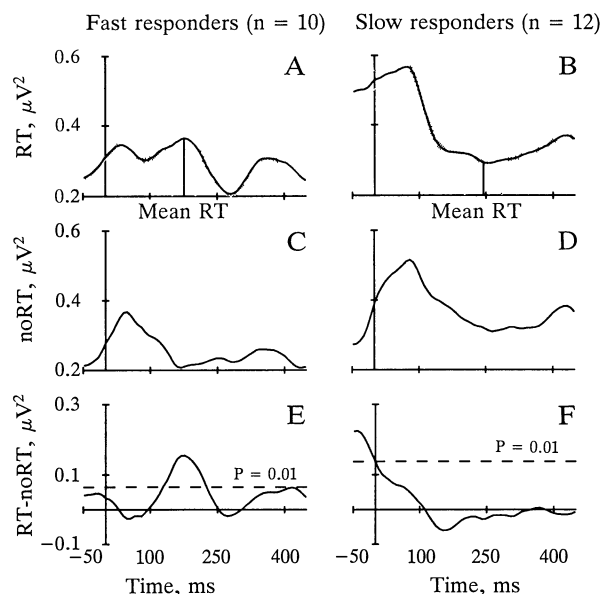 Fast responders (n = 10) Slow responders (n = 12)
A B
RT, μV²
0.6
0.4
0.2
Mean RT Mean RT
C D
noRT, μV²
0.6
0.4
0.2
E F
RT-noRT, μV²
0.3
0.1
−0.1
P = 0.01 P = 0.01
−50 100 250 400 −50 100 250 400
Time, ms Time, ms